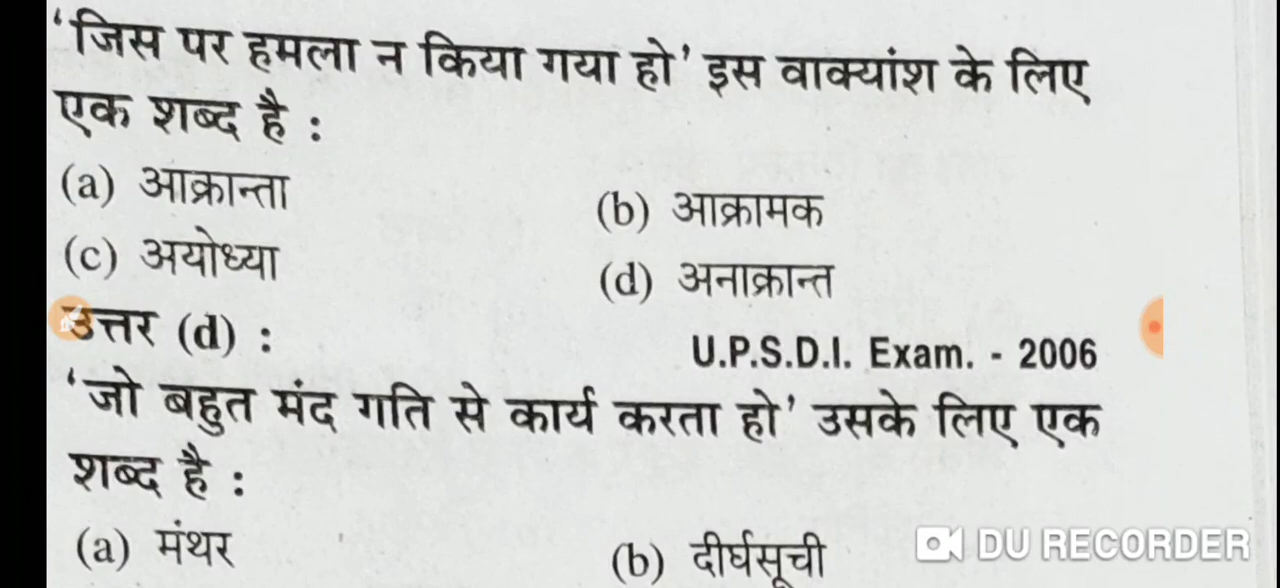 ‘जिस पर हमला न किया गया हो’ इस वाक्यांश के लिए
एक शब्द है :
(a) आक्रान्ता
(b) आक्रामक
(c) अयोध्या
(d) अनाक्रान्त
उत्तर (d) :
U.P.S.D.I. Exam. - 2006
‘जो बहुत मंद गति से कार्य करता हो’ उसके लिए एक
शब्द है :
(a) मंथर
(b) दीर्घसूची
DU RECORDER